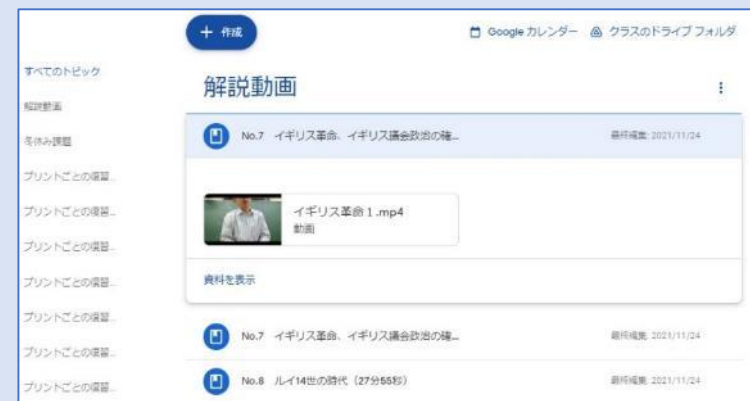 + 作成
Google カレンダー
クラスのドライブ フォルダ
すべてのトピック
解説動画
冬休み課題
プリントごとの復習...
プリントごとの復習...
プリントごとの復習...
プリントごとの復習...
プリントごとの復習...
プリントごとの復習...
プリントごとの復習...
解説動画
No.7 イギリス革命、イギリス議会政治の確...
最終編集: 2021/11/24
イギリス革命１.mp4
動画
資料を表示
No.7 イギリス革命、イギリス議会政治の確...
最終編集: 2021/11/24
No.8 ルイ14世の時代（27分55秒）
最終編集: 2021/11/24